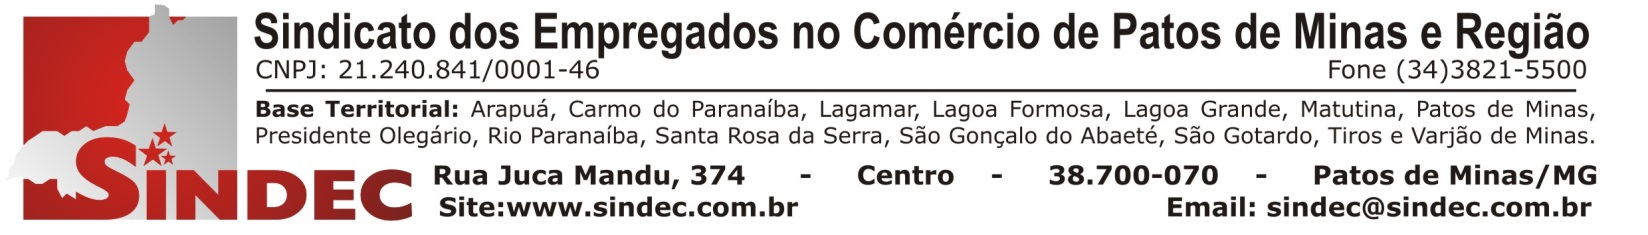 Sindicato dos Empregados no Comércio de Patos de Minas e Região
CNPJ: 21.240.841/0001-46 Fone (34)3821-5500
Base Territorial: Arapuá, Carmo do Paranaíba, Lagamar, Lagoa Formosa, Lagoa Grande, Matutina, Patos de Minas,
Presidente Olegário, Rio Paranaíba, Santa Rosa da Serra, São Gonçalo do Abaeté, São Gotardo, Tiros e Varjão de Minas.
SINDEC
Rua Juca Mandu, 374 - Centro - 38.700-070 - Patos de Minas/MG
Site:www.sindec.com.br Email: sindec@sindec.com.br